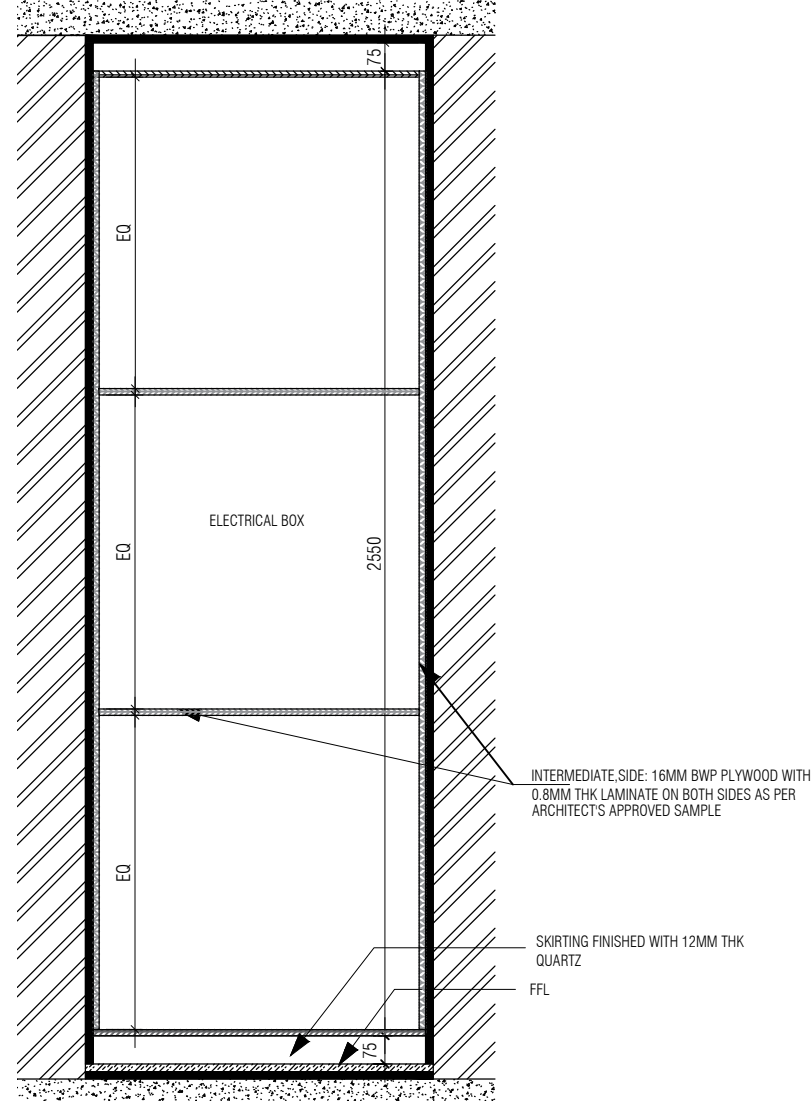 75
EQ
ELECTRICAL BOX
EQ
2550
INTERMEDIATE,SIDE: 16MM BWP PLYWOOD WITH
0.8MM THK LAMINATE ON BOTH SIDES AS PER
ARCHITECT'S APPROVED SAMPLE
EQ
SKIRTING FINISHED WITH 12MM THK
QUARTZ
FFL
75